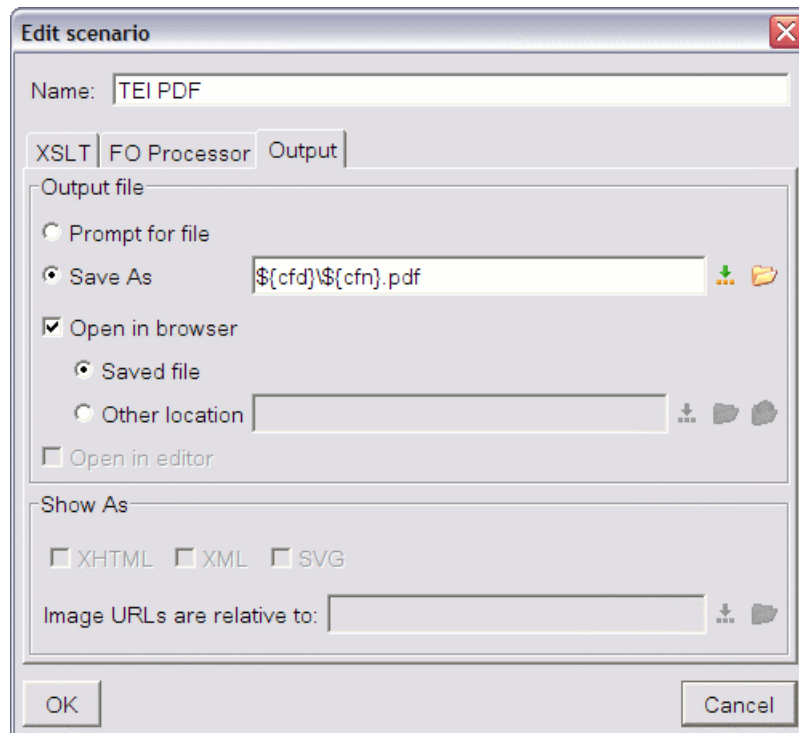 Edit scenario
Name: TEI PDF
XSLT FO Processor Output
Output file
Prompt for file
Save As ${cfd}\${cfn}.pdf
Open in browser
Saved file
Other location
Open in editor
Show As
XHTML XML SVG
Image URLs are relative to:
OK Cancel